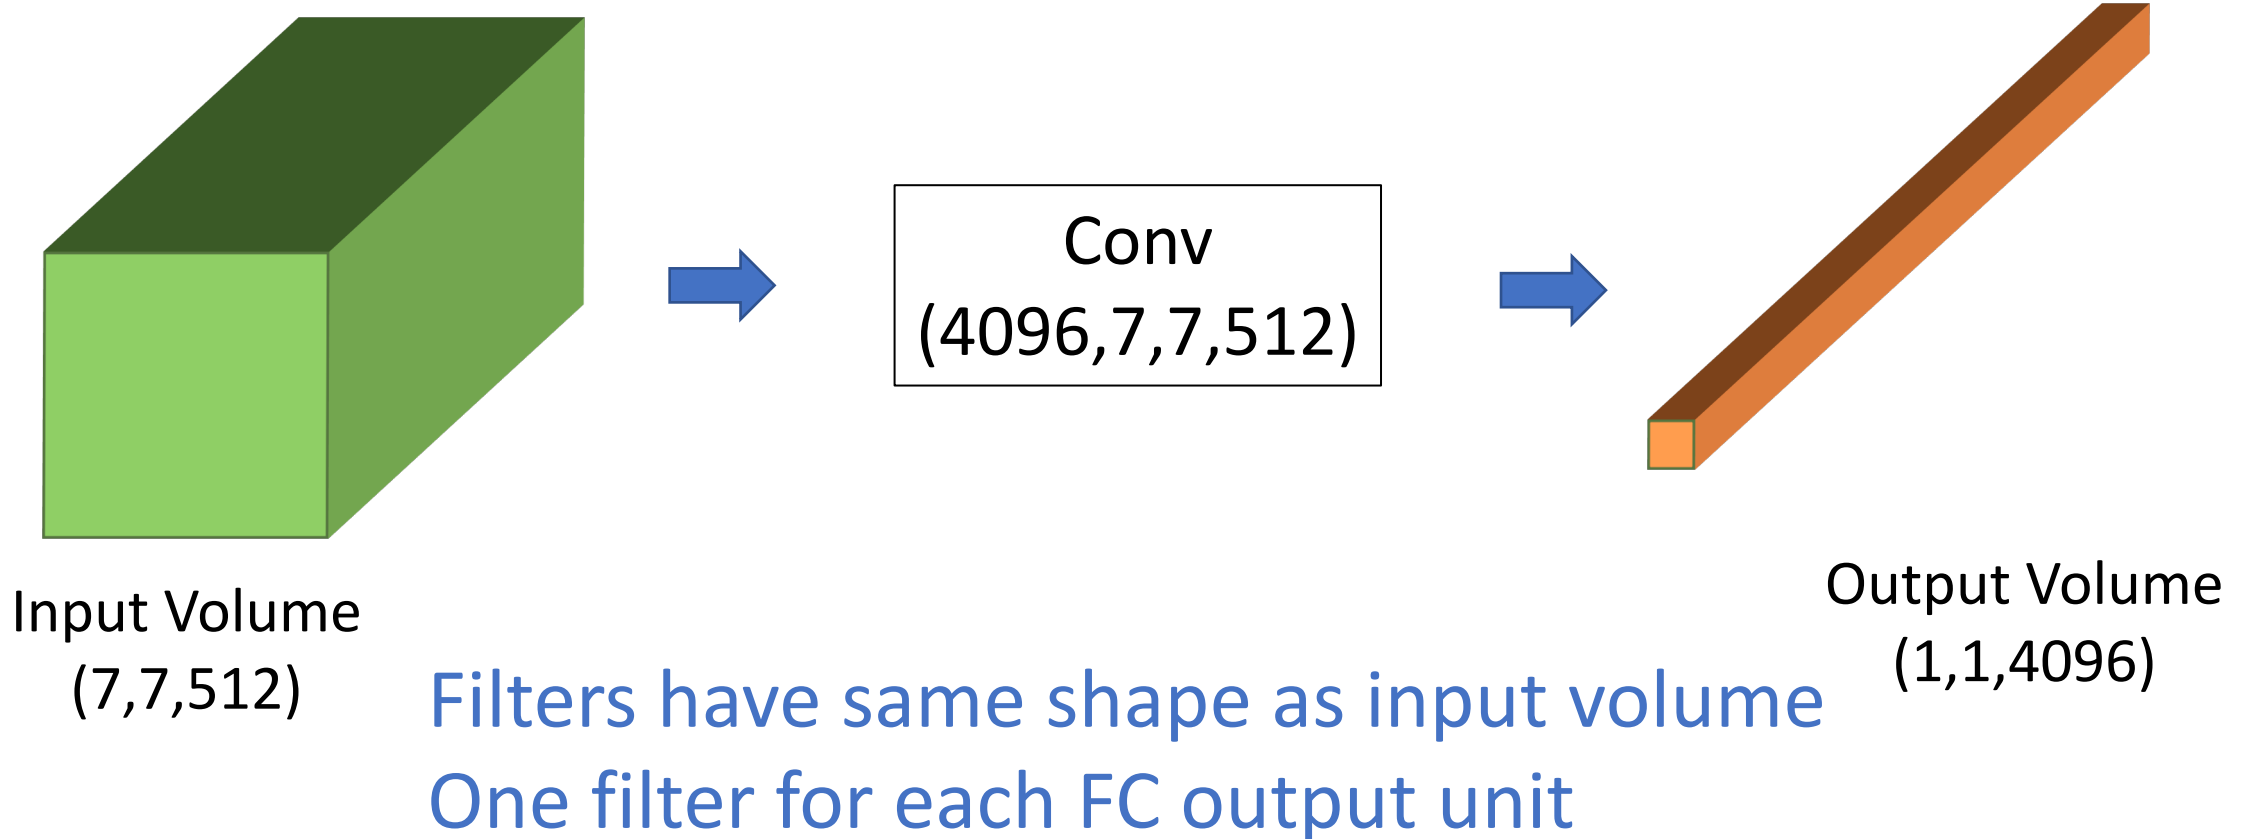 Conv
(4096,7,7,512)
Input Volume
(7,7,512)
Output Volume
(1,1,4096)
Filters have same shape as input volume
One filter for each FC output unit